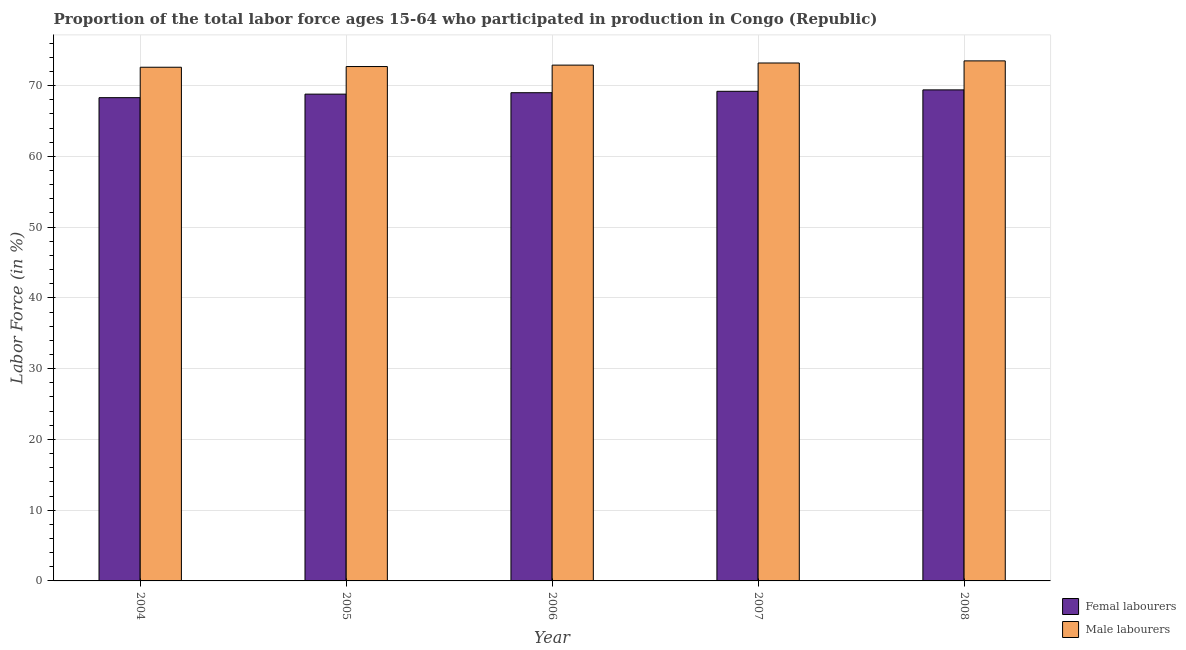 Proportion of the total labor force ages 15-64 who participated in production in Congo (Republic)
Labor Force (in %)
70
60
50
40
30
20
10
0
2004
2005
2006
2007
2008
Year
Femal labourers
Male labourers